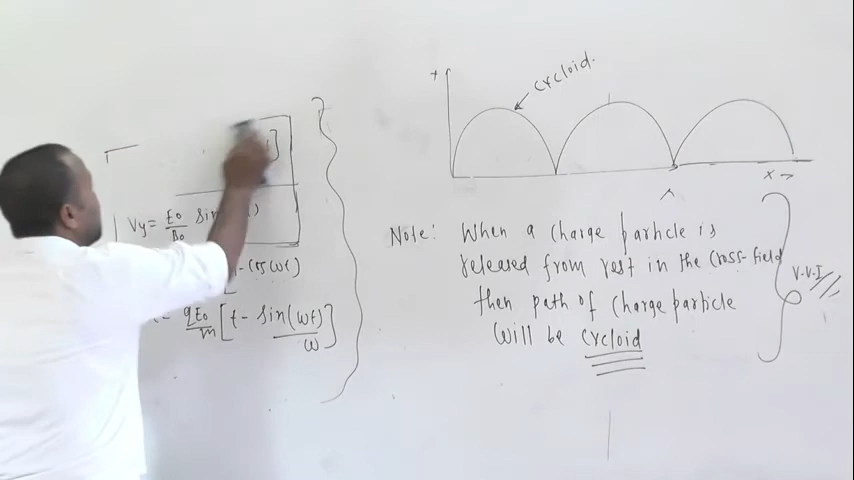 Vy = E0/B0 Sin
- Cos(ωt)
qE0/m [t - Sin(ωt)/ω]
+
Cycloid.
x →
Note: When a charge particle is
released from rest in the Cross-field
then path of Charge particle
Will be Cycloid
V.V.I